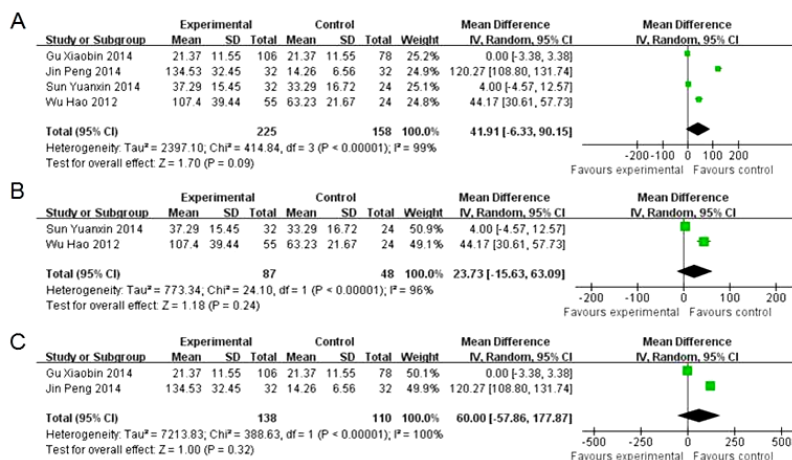 A
Experimental Control Mean Difference Mean Difference
Study or Subgroup Mean SD Total Mean SD Total Weight IV, Random, 95% CI IV, Random, 95% CI
Gu Xiaobin 2014 21.37 11.55 106 21.37 11.55 78 25.2% 0.00 [-3.38, 3.38]
Jin Peng 2014 134.53 32.45 32 14.26 6.56 32 24.9% 120.27 [108.80, 131.74]
Sun Yuanxin 2014 37.29 15.45 32 33.29 16.72 24 25.1% 4.00 [-4.57, 12.57]
Wu Hao 2012 107.4 39.44 55 63.23 21.67 24 24.8% 44.17 [30.61, 57.73]
Total (95% CI) 225 158 100.0% 41.91 [-6.33, 90.15]
Heterogeneity: Tau² = 2397.10; Chi² = 414.84, df = 3 (P < 0.00001); I² = 99%
Test for overall effect: Z = 1.70 (P = 0.09)
-200 -100 0 100 200
Favours experimental Favours control
B
Experimental Control Mean Difference Mean Difference
Study or Subgroup Mean SD Total Mean SD Total Weight IV, Random, 95% CI IV, Random, 95% CI
Sun Yuanxin 2014 37.29 15.45 32 33.29 16.72 24 50.9% 4.00 [-4.57, 12.57]
Wu Hao 2012 107.4 39.44 55 63.23 21.67 24 49.1% 44.17 [30.61, 57.73]
Total (95% CI) 87 48 100.0% 23.73 [-15.63, 63.09]
Heterogeneity: Tau² = 773.34; Chi² = 24.10, df = 1 (P < 0.00001); I² = 96%
Test for overall effect: Z = 1.18 (P = 0.24)
-200 -100 0 100 200
Favours experimental Favours control
C
Experimental Control Mean Difference Mean Difference
Study or Subgroup Mean SD Total Mean SD Total Weight IV, Random, 95% CI IV, Random, 95% CI
Gu Xiaobin 2014 21.37 11.55 106 21.37 11.55 78 50.1% 0.00 [-3.38, 3.38]
Jin Peng 2014 134.53 32.45 32 14.26 6.56 32 49.9% 120.27 [108.80, 131.74]
Total (95% CI) 138 110 100.0% 60.00 [-57.86, 177.87]
Heterogeneity: Tau² = 7213.83; Chi² = 388.63, df = 1 (P < 0.00001); I² = 100%
Test for overall effect: Z = 1.00 (P = 0.32)
-500 -250 0 250 500
Favours experimental Favours control